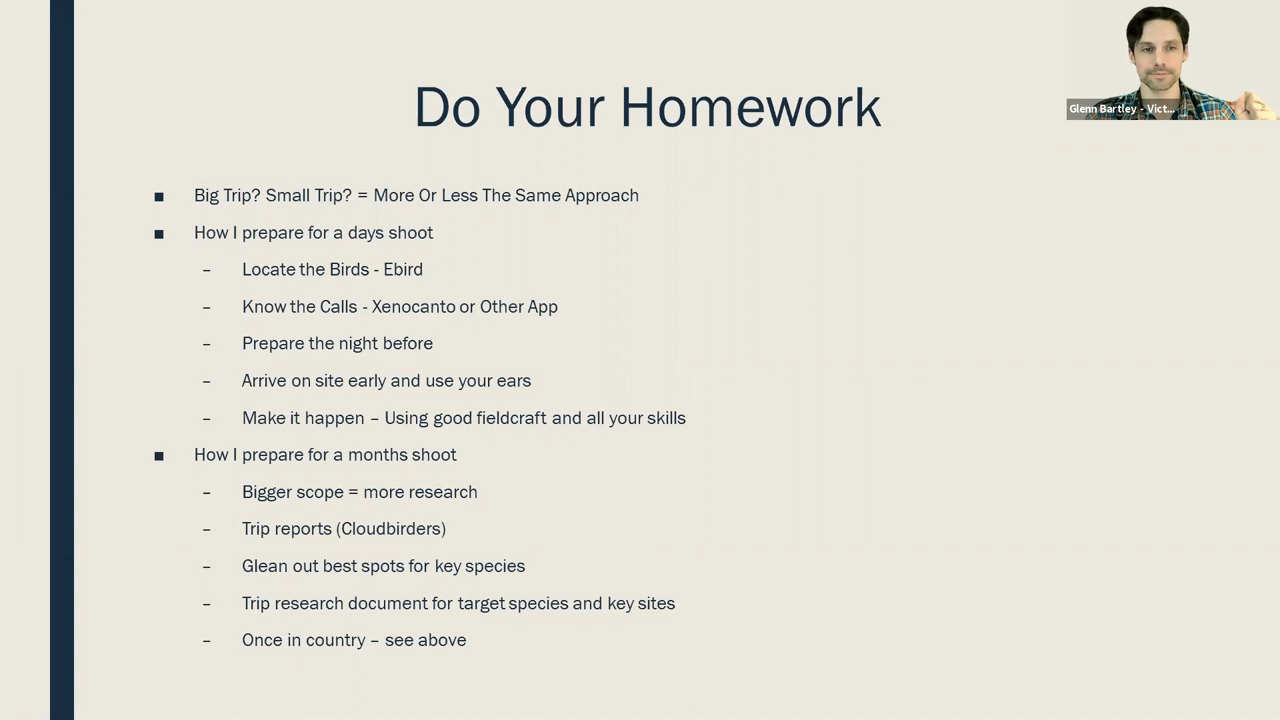 Do Your Homework
Glenn Bartley - Vict...
■ Big Trip? Small Trip? = More Or Less The Same Approach
■ How I prepare for a days shoot
– Locate the Birds - Ebird
– Know the Calls - Xenocanto or Other App
– Prepare the night before
– Arrive on site early and use your ears
– Make it happen – Using good fieldcraft and all your skills
■ How I prepare for a months shoot
– Bigger scope = more research
– Trip reports (Cloudbirders)
– Glean out best spots for key species
– Trip research document for target species and key sites
– Once in country – see above